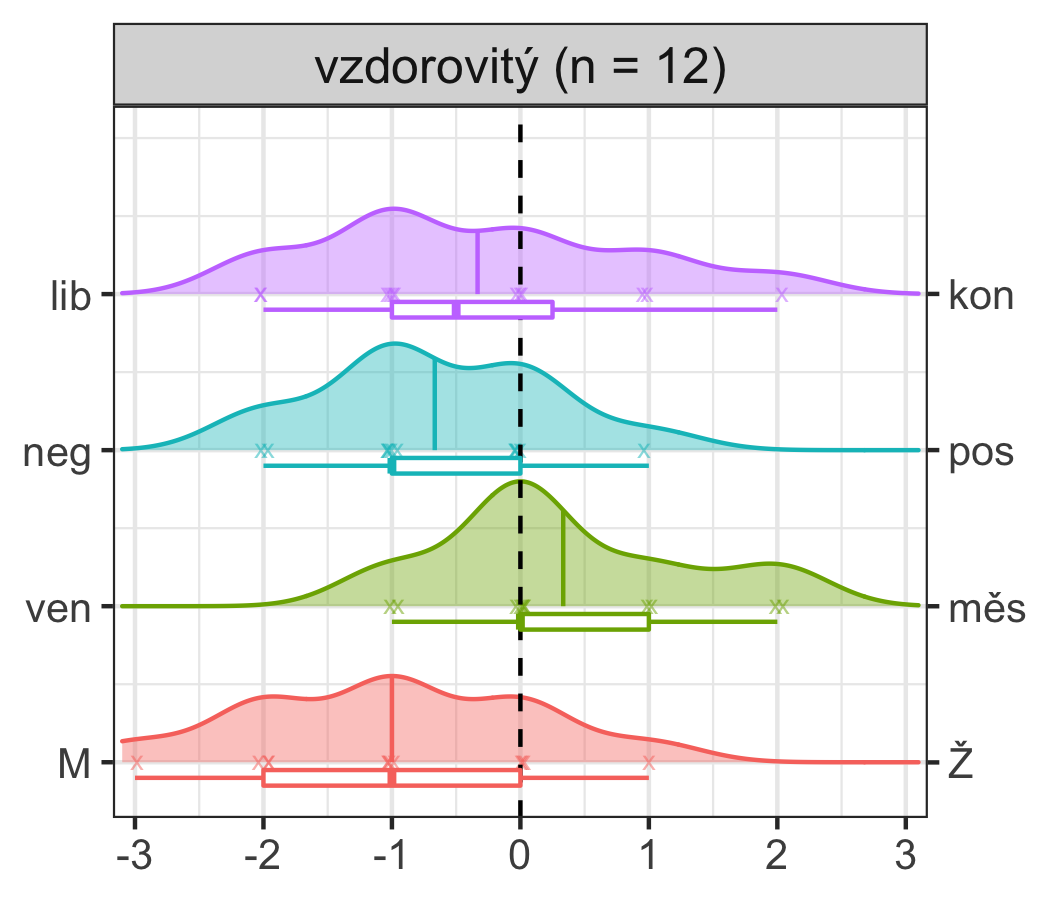 vzdorovitý (n = 12)
lib kon
neg pos
ven měs
M Ž
-3 -2 -1 0 1 2 3